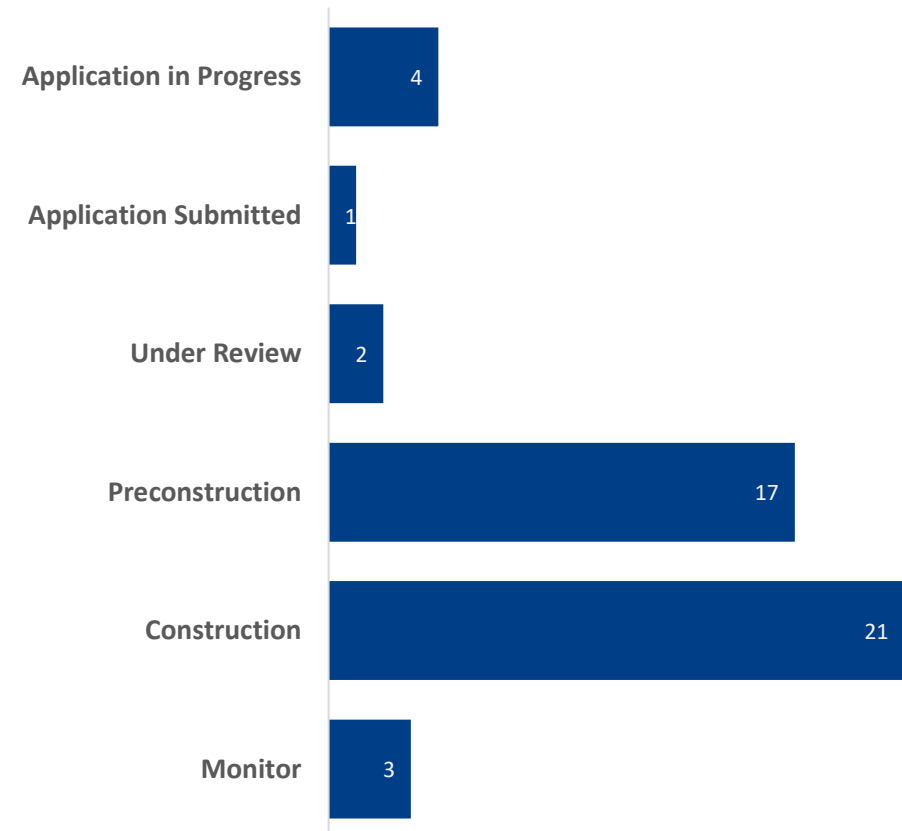 Application in Progress 4
Application Submitted 1
Under Review 2
Preconstruction 17
Construction 21
Monitor 3